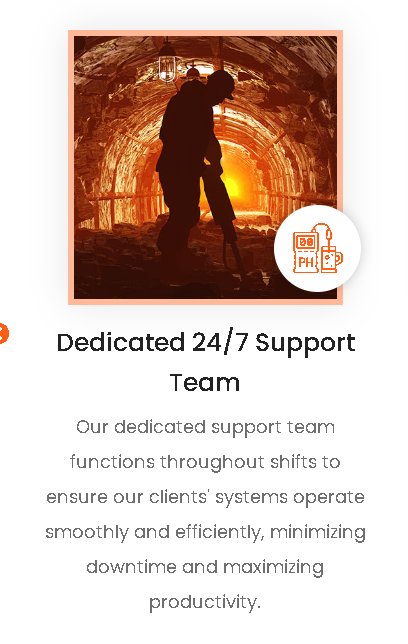 PH
Dedicated 24/7 Support
Team
Our dedicated support team
functions throughout shifts to
ensure our clients' systems operate
smoothly and efficiently, minimizing
downtime and maximizing
productivity.